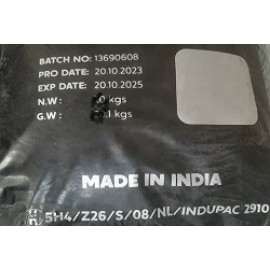 BATCH NO: 13690608
PRO DATE: 20.10.2023
EXP DATE: 20.10.2025
N.W : kgs
G.W : .1 kgs
MADE IN INDIA
5H4/Z26/S/08/NL/INDUPAC 2910